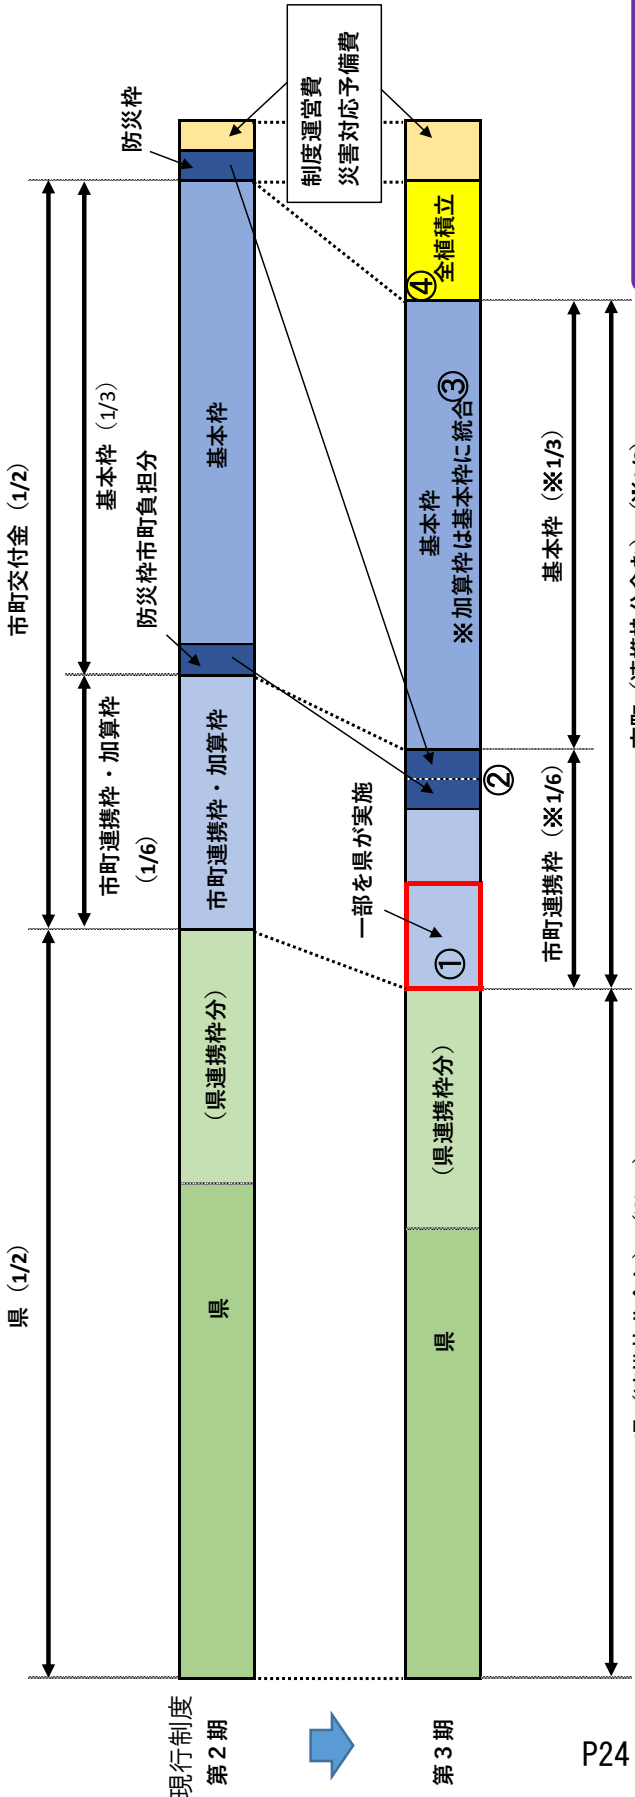 県（1/2）
市町交付金（1/2）
市町連携枠・加算枠
（1/6）
基本枠（1/3）
防災枠市町負担分
防災枠
現行制度
第２期
県
（県連携枠分）
市町連携枠・加算枠
基本枠
制度運営費
災害対応予備費
一部を県が実施
第３期
県
（県連携枠分）
①
②
基本枠
※加算枠は基本枠に統合
③
④
全植積立
市町連携枠（※1/6）
基本枠（※1/3）
P24